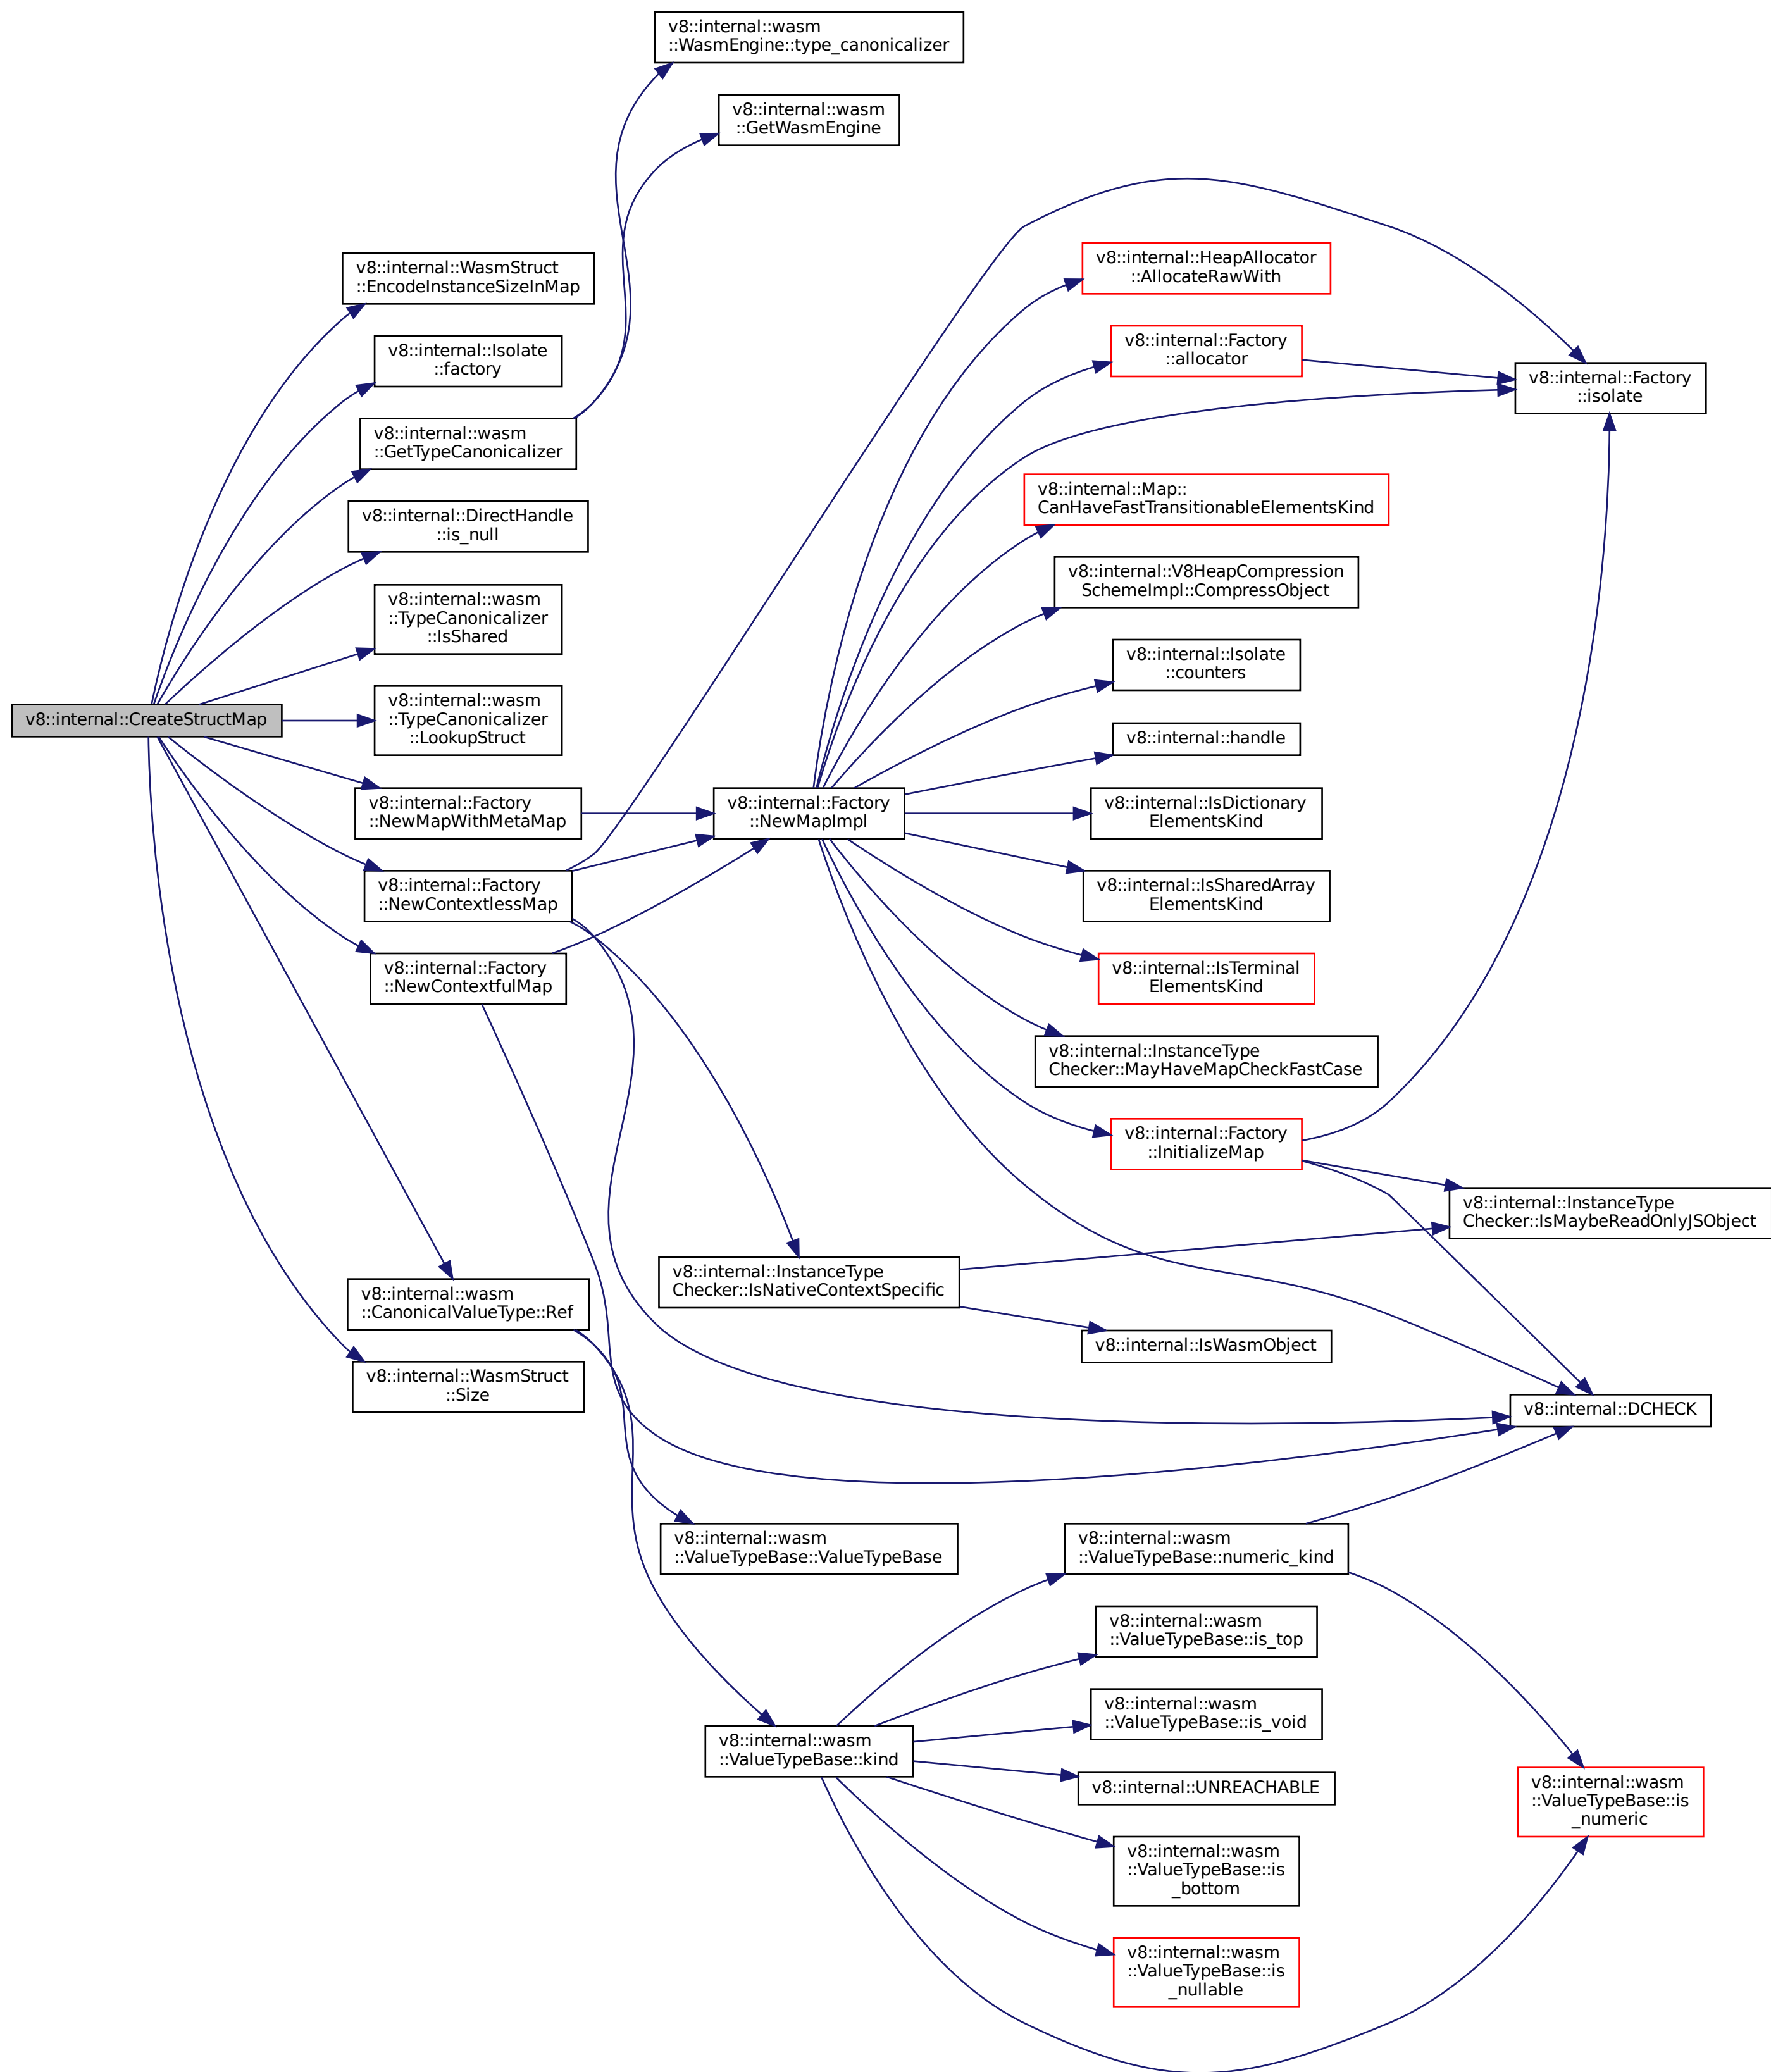 v8::internal::wasm
::WasmEngine::type_canonicalizer
v8::internal::wasm
::GetWasmEngine
v8::internal::WasmStruct
::EncodeInstanceSizeInMap
v8::internal::Isolate
::factory
v8::internal::wasm
::GetTypeCanonicalizer
v8::internal::DirectHandle
::is_null
v8::internal::wasm
::TypeCanonicalizer
::IsShared
v8::internal::CreateStructMap
v8::internal::wasm
::TypeCanonicalizer
::LookupStruct
v8::internal::Factory
::NewMapWithMetaMap
v8::internal::Factory
::NewContextlessMap
v8::internal::Factory
::NewContextfulMap
v8::internal::wasm
::CanonicalValueType::Ref
v8::internal::WasmStruct
::Size
v8::internal::Factory
::NewMapImpl
v8::internal::InstanceType
Checker::IsNativeContextSpecific
v8::internal::wasm
::ValueTypeBase::ValueTypeBase
v8::internal::wasm
::ValueTypeBase::kind
v8::internal::HeapAllocator
::AllocateRawWith
v8::internal::Factory
::allocator
v8::internal::Map::
CanHaveFastTransitionableElementsKind
v8::internal::V8HeapCompression
SchemeImpl::CompressObject
v8::internal::Isolate
::counters
v8::internal::handle
v8::internal::IsDictionary
ElementsKind
v8::internal::IsSharedArray
ElementsKind
v8::internal::IsTerminal
ElementsKind
v8::internal::InstanceType
Checker::MayHaveMapCheckFastCase
v8::internal::Factory
::InitializeMap
v8::internal::IsWasmObject
v8::internal::wasm
::ValueTypeBase::numeric_kind
v8::internal::wasm
::ValueTypeBase::is_top
v8::internal::wasm
::ValueTypeBase::is_void
v8::internal::UNREACHABLE
v8::internal::wasm
::ValueTypeBase::is
_bottom
v8::internal::wasm
::ValueTypeBase::is
_nullable
v8::internal::Factory
::isolate
v8::internal::InstanceType
Checker::IsMaybeReadOnlyJSObject
v8::internal::DCHECK
v8::internal::wasm
::ValueTypeBase::is
_numeric